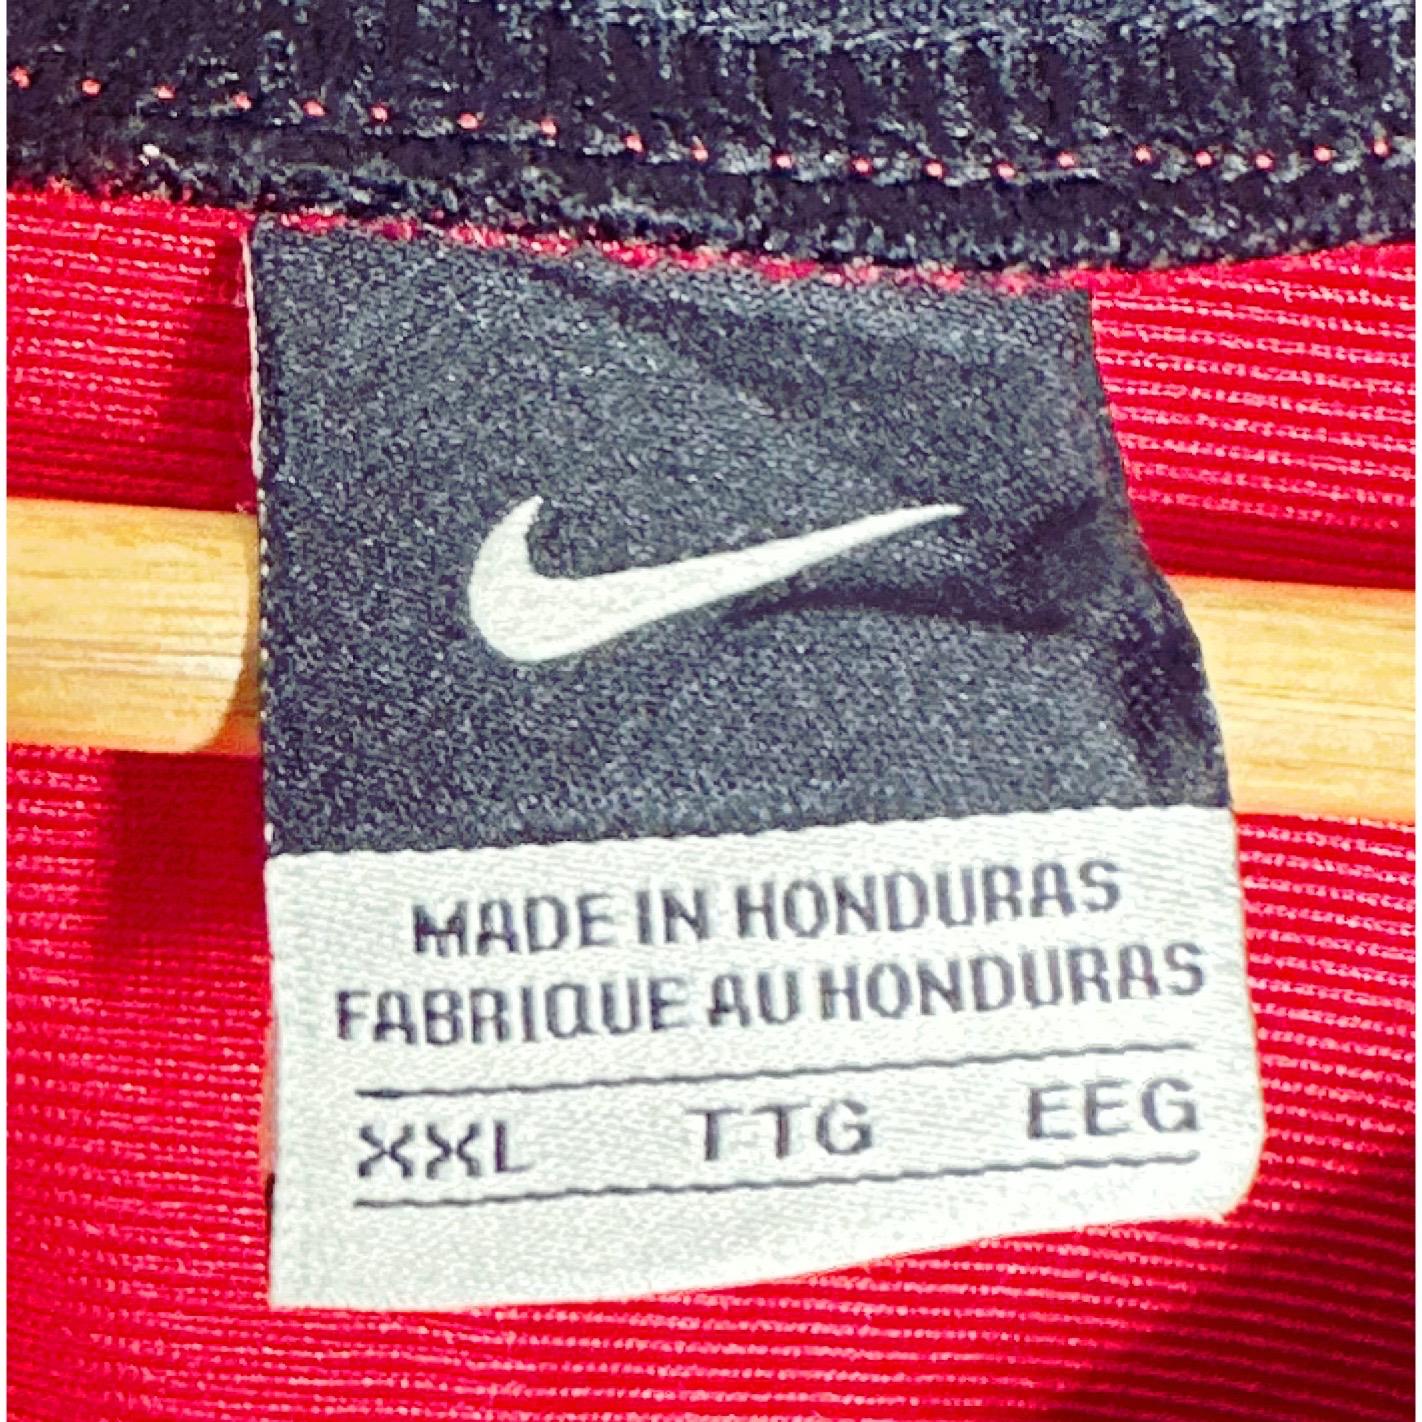 MADE IN HONDURAS
FABRIQUE AU HONDURAS
XXL TTG EEG